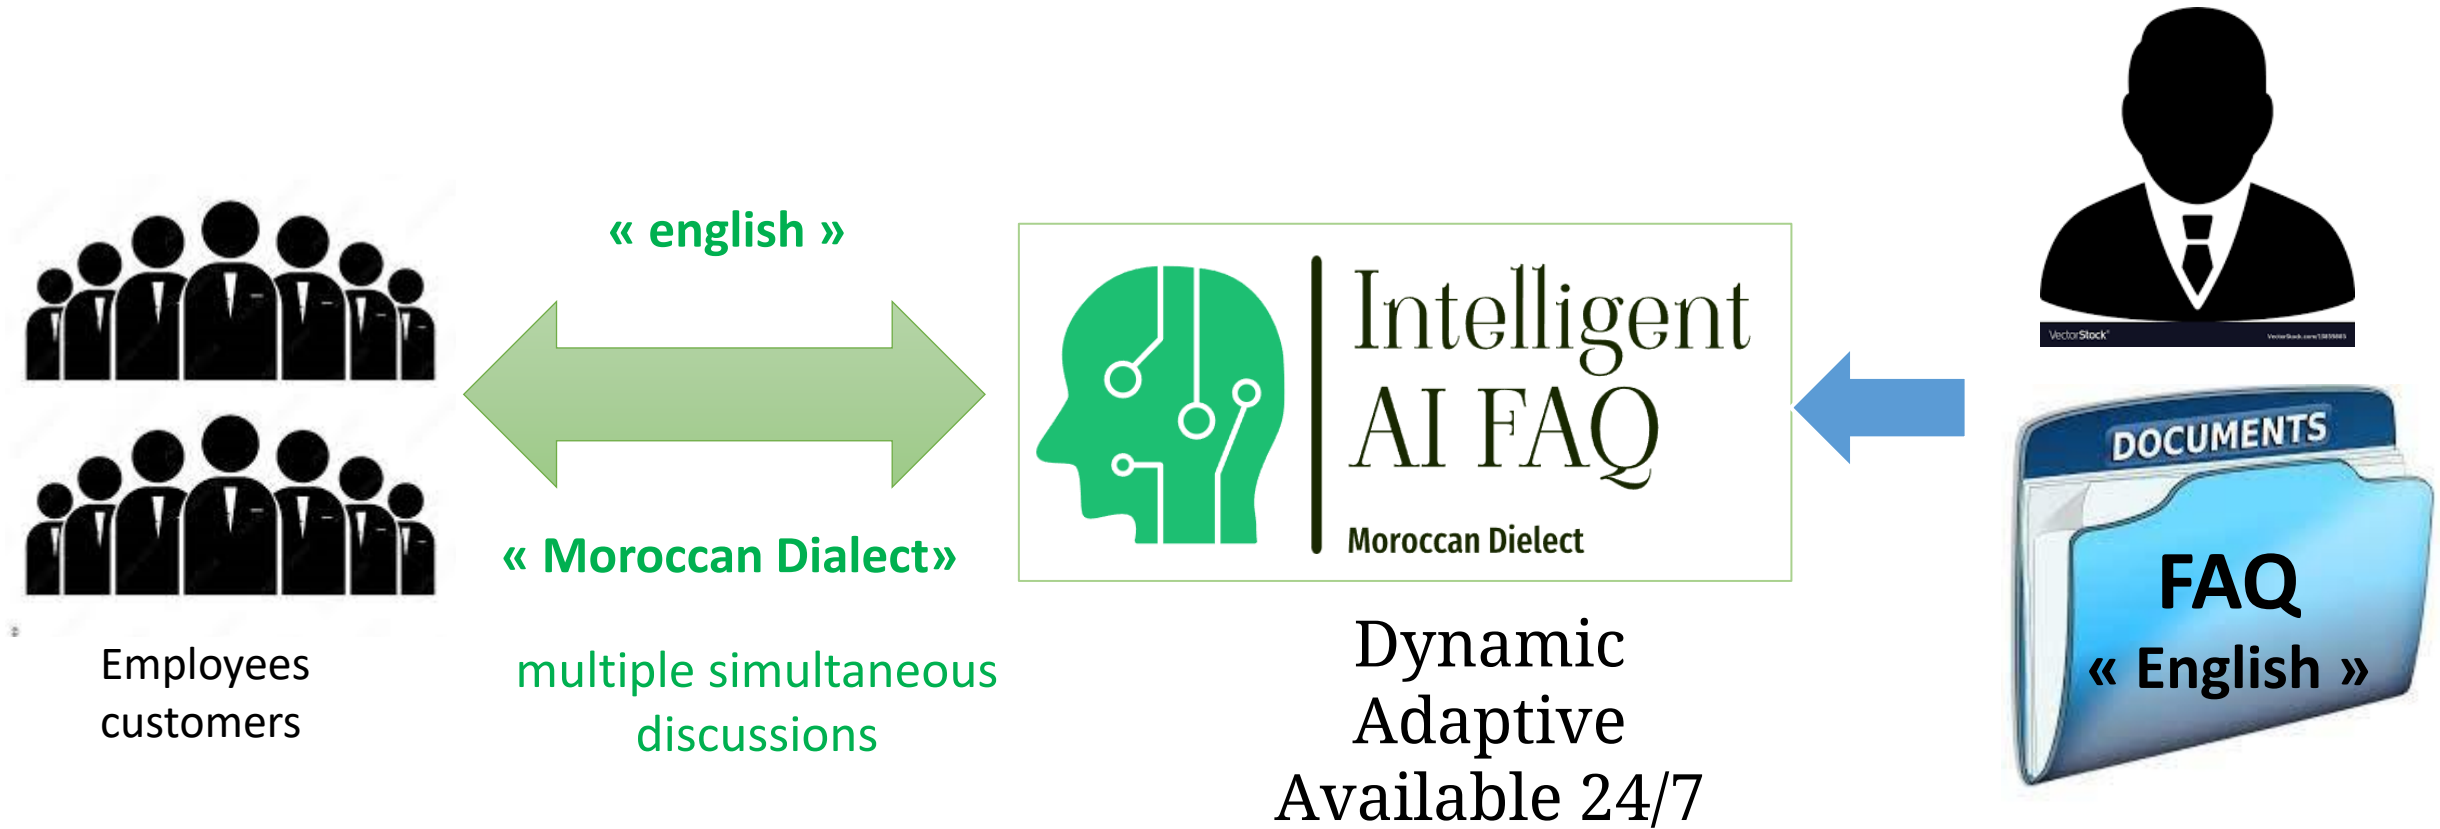 « english »
« Moroccan Dialect»
multiple simultaneous
discussions
Employees
customers
Intelligent
AI FAQ
Moroccan Dielect
Dynamic
Adaptive
Available 24/7
VectorStock
DOCUMENTS
FAQ
« English »